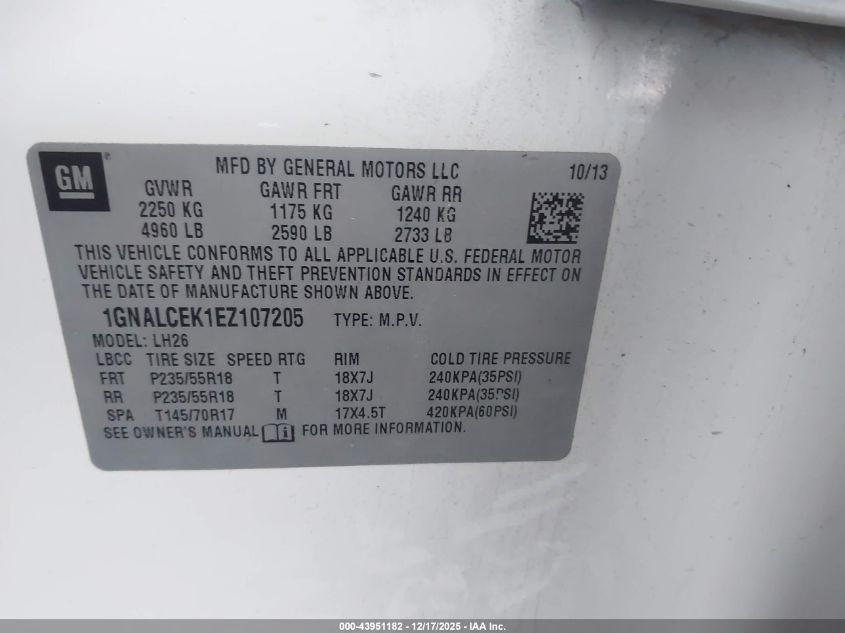 GM
MFD BY GENERAL MOTORS LLC 10/13
GVWR GAWR FRT GAWR RR
2250 KG 1175 KG 1240 KG
4960 LB 2590 LB 2733 LB
THIS VEHICLE CONFORMS TO ALL APPLICABLE U.S. FEDERAL MOTOR
VEHICLE SAFETY AND THEFT PREVENTION STANDARDS IN EFFECT ON
THE DATE OF MANUFACTURE SHOWN ABOVE.
1GNALCEK1EZ107205 TYPE: M.P.V.
MODEL: LH26
LBCC TIRE SIZE SPEED RTG RIM COLD TIRE PRESSURE
FRT P235/55R18 T 18X7J 240KPA(35PSI)
RR P235/55R18 T 18X7J 240KPA(35PSI)
SPA T145/70R17 M 17X4.5T 420KPA(60PSI)
SEE OWNER'S MANUAL FOR MORE INFORMATION.
000-43951182 - 12/17/2025 - IAA Inc.